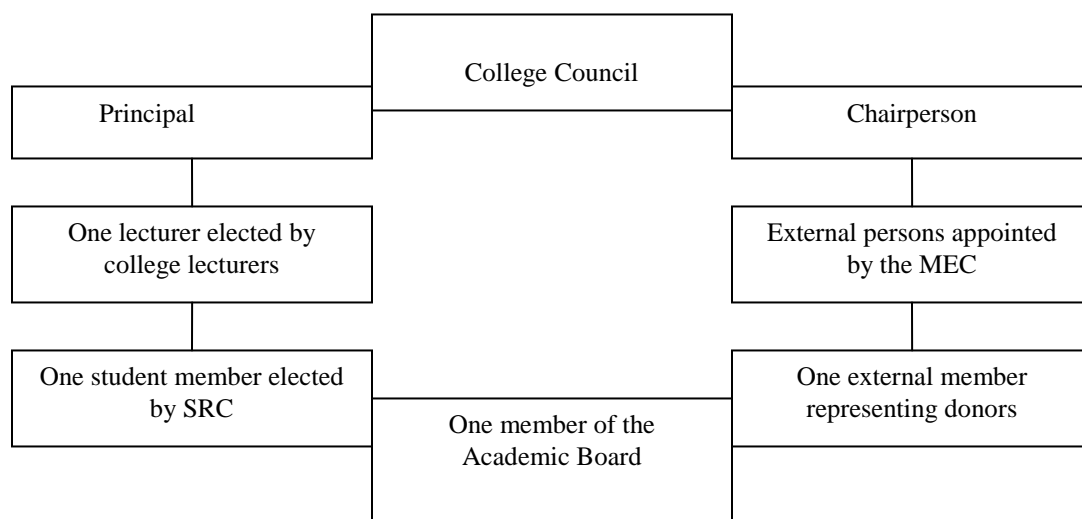 College Council
Principal
Chairperson
One lecturer elected by
college lecturers
External persons appointed
by the MEC
One student member elected
by SRC
One external member
representing donors
One member of the
Academic Board